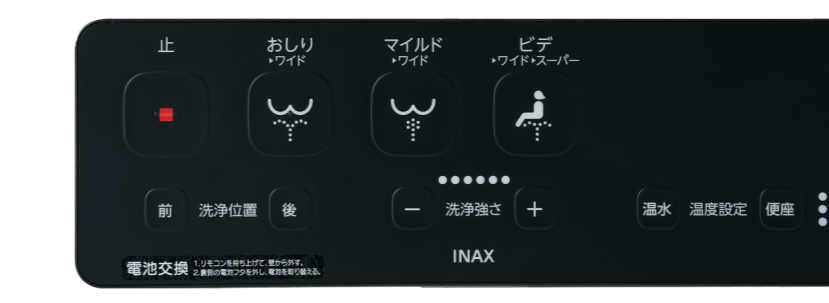 止
おしり
▸ワイド
マイルド
▸ワイド
ビデ
▸ワイド▸スーパー
前 洗浄位置 後
− 洗浄強さ +
温水 温度設定 便座
電池交換
1.リモコンを持ち上げて、壁から外す。
2.裏側の電池フタを外し、電池を取り替える。
INAX